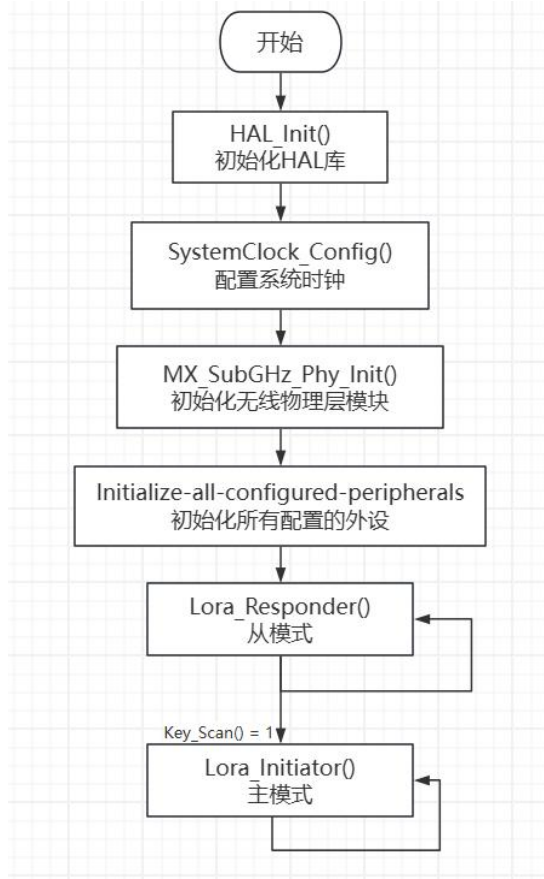 开始
HAL_Init()
初始化HAL库
SystemClock_Config()
配置系统时钟
MX_SubGHz_Phy_Init()
初始化无线物理层模块
Initialize-all-configured-peripherals
初始化所有配置的外设
Lora_Responder()
从模式
Key_Scan() = 1
Lora_Initiator()
主模式